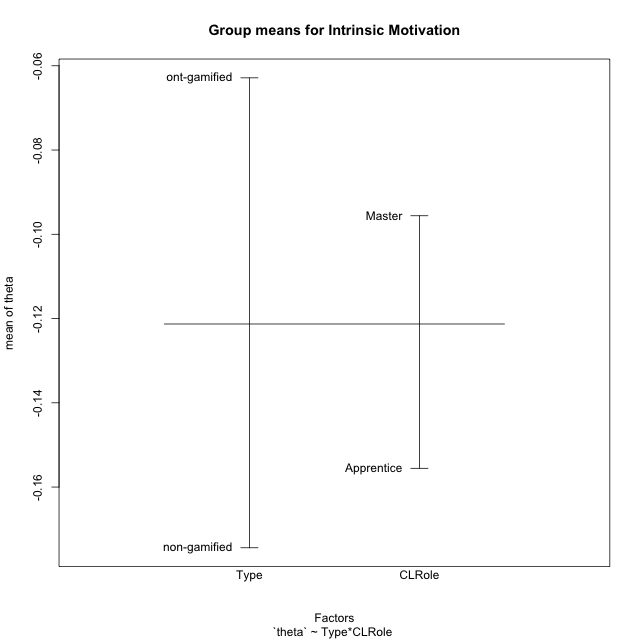 Group means for Intrinsic Motivation
mean of theta
-0.06
-0.08
-0.10
-0.12
-0.14
-0.16
ont-gamified
non-gamified
Master
Apprentice
Type
CLRole
Factors
`theta` ~ Type*CLRole